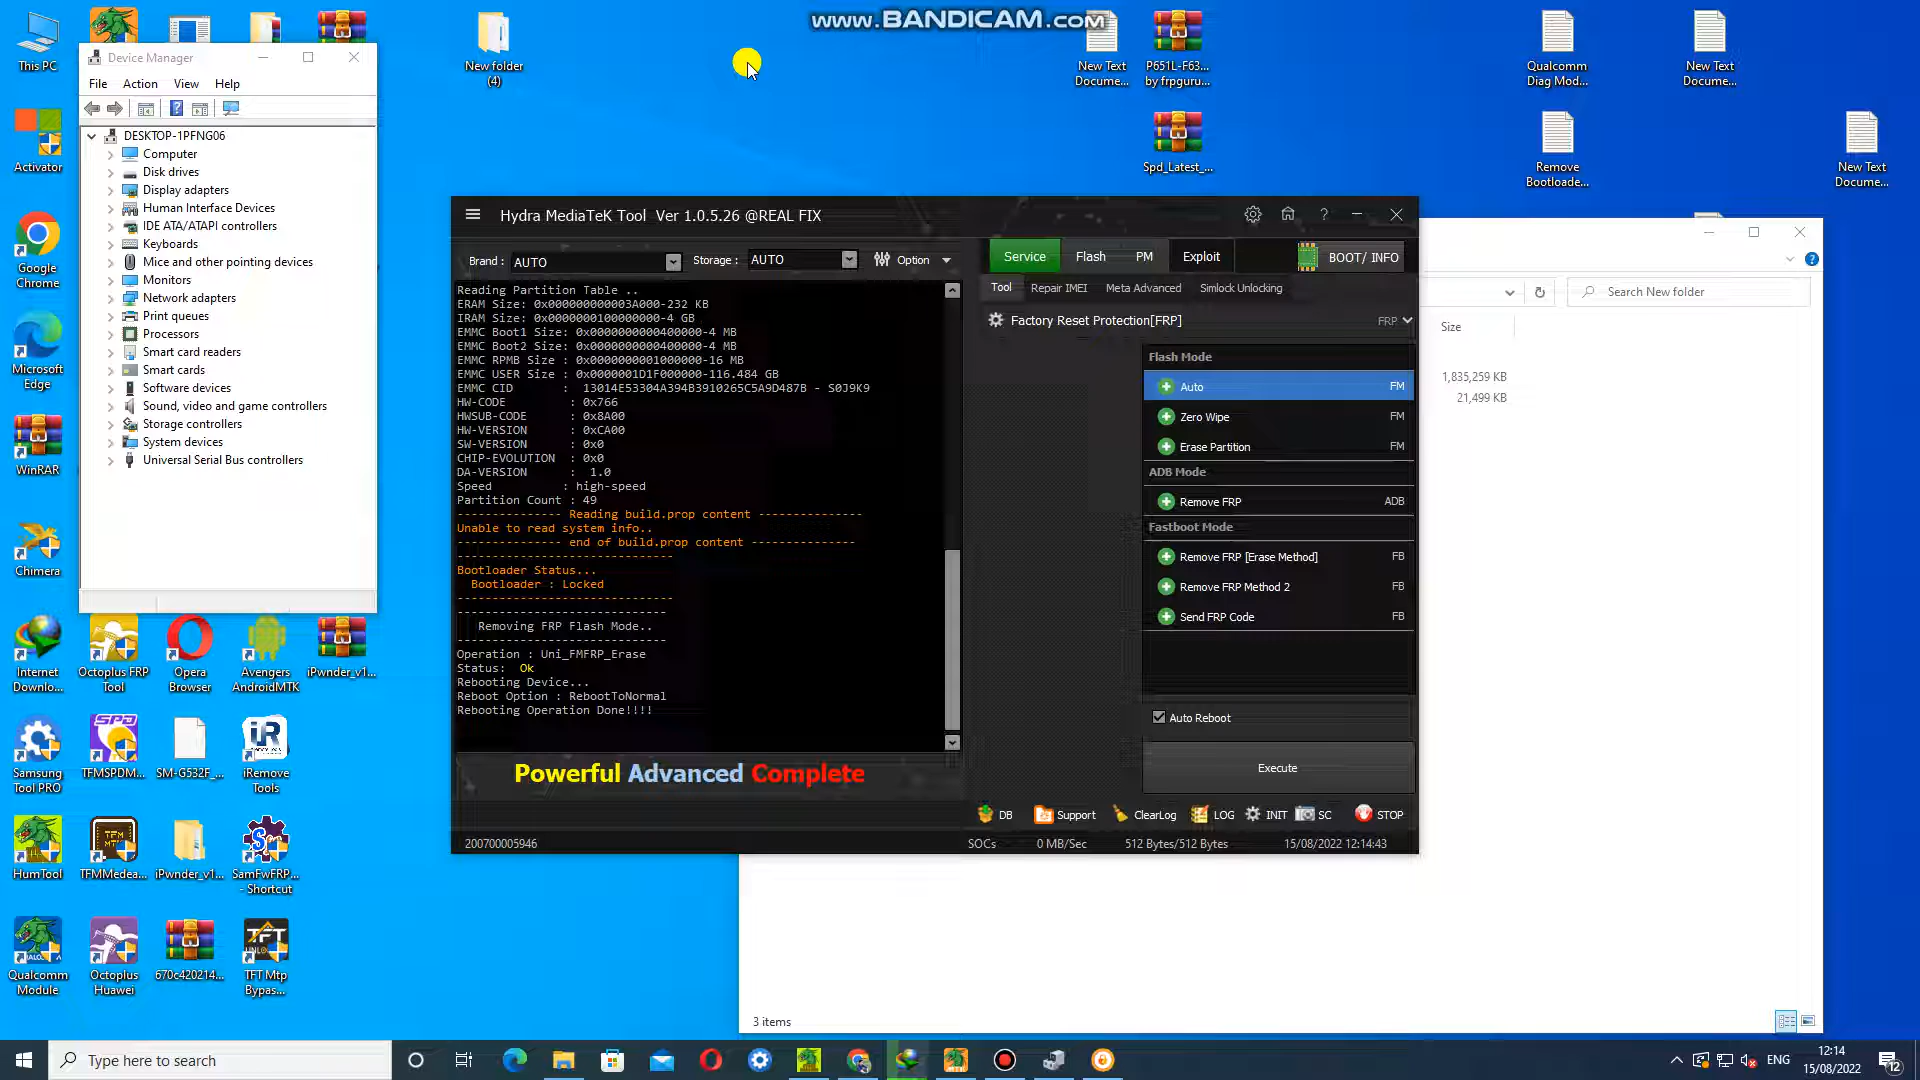 www.BANDICAM.com
This PC
New folder
(4)
New Text
Docume...
P651L-F63...
by frpguru...
Qualcomm
Diag Mod...
New Text
Docume...
Device Manager
File Action View Help
DESKTOP-1PFNG06
Computer
Disk drives
Display adapters
Human Interface Devices
IDE ATA/ATAPI controllers
Keyboards
Mice and other pointing devices
Monitors
Network adapters
Print queues
Processors
Smart card readers
Smart cards
Software devices
Sound, video and game controllers
Storage controllers
System devices
Universal Serial Bus controllers
Activator
Google
Chrome
Microsoft
Edge
WinRAR
Chimera
Spd_Latest_...
Remove
Bootloade...
New Text
Docume...
Hydra MediaTeK Tool Ver 1.0.5.26 @REAL FIX
Brand : AUTO Storage : AUTO Option
Reading Partition Table ..
ERAM Size: 0x000000000003A000-232 KB
IRAM Size: 0x0000000100000000-4 GB
EMMC Boot1 Size: 0x0000000000400000-4 MB
EMMC Boot2 Size: 0x0000000000400000-4 MB
EMMC RPMB Size : 0x0000000001000000-16 MB
EMMC USER Size : 0x0000001D1F000000-116.484 GB
EMMC CID : 13014E53304A394B3910265C5A9D487B - S0J9K9
HW-CODE : 0x766
HWSUB-CODE : 0x8A00
HW-VERSION : 0xCA00
SW-VERSION : 0x0
CHIP-EVOLUTION : 0x0
DA-VERSION : 1.0
Speed : high-speed
Partition Count : 49
-------------- Reading build.prop content --------------
Unable to read system info..
-------------- end of build.prop content --------------
-----------------------------
Bootloader Status...
Bootloader : Locked
-----------------------------
----------------------------
Removing FRP Flash Mode..
----------------------------
Operation : Uni_FMFRP_Erase
Status: Ok
Rebooting Device...
Reboot Option : RebootToNormal
Rebooting Operation Done!!!!
Powerful Advanced Complete
200700005946
Service Flash PM Exploit BOOT/ INFO
Tool Repair IMEI Meta Advanced Simlock Unlocking
Factory Reset Protection[FRP] FRP
Flash Mode
Auto FM
Zero Wipe FM
Erase Partition FM
ADB Mode
Remove FRP ADB
Fastboot Mode
Remove FRP [Erase Method] FB
Remove FRP Method 2 FB
Send FRP Code FB
Auto Reboot
Execute
DB Support ClearLog LOG INIT SC STOP
SOCs 0 MB/Sec 512 Bytes/512 Bytes 15/08/2022 12:14:43
Search New folder
Size
1,835,259 KB
21,499 KB
3 items
Internet
Downlo...
Octoplus FRP
Tool
Opera
Browser
Avengers
AndroidMTK
iPwnder_v1...
Samsung
Tool PRO
TFMSPDM...
SM-G532F_...
iRemove
Tools
HumTool
TFMMedea...
iPwnder_v1...
SamFwFRP...
- Shortcut
Qualcomm
Module
Octoplus
Huawei
670c420214...
TFT Mtp
Bypas...
Type here to search
ENG
12:14
15/08/2022
12